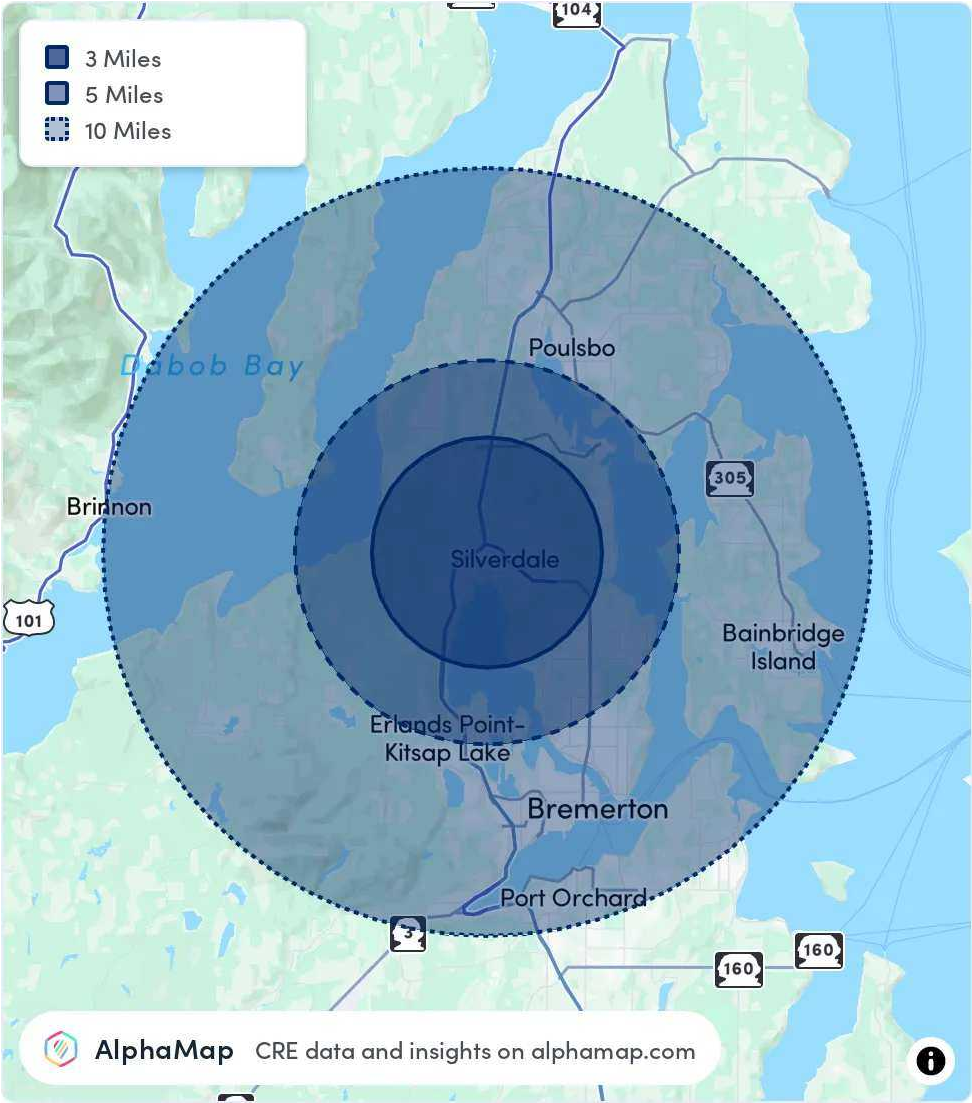 104
3 Miles
5 Miles
10 Miles
Poulsbo
Dabob Bay
305
Brinnon
Silverdale
101
Bainbridge
Island
Erlands Point-
Kitsap Lake
Bremerton
Port Orchard
3
160
160
AlphaMap CRE data and insights on alphamap.com